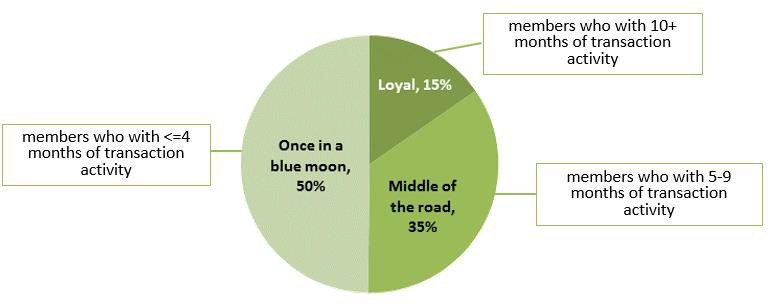 members who with 10+
months of transaction
activity
Loyal, 15%
members who with <=4
months of transaction
activity
Once in a
blue moon,
50%
Middle of
the road,
35%
members who with 5-9
months of transaction
activity